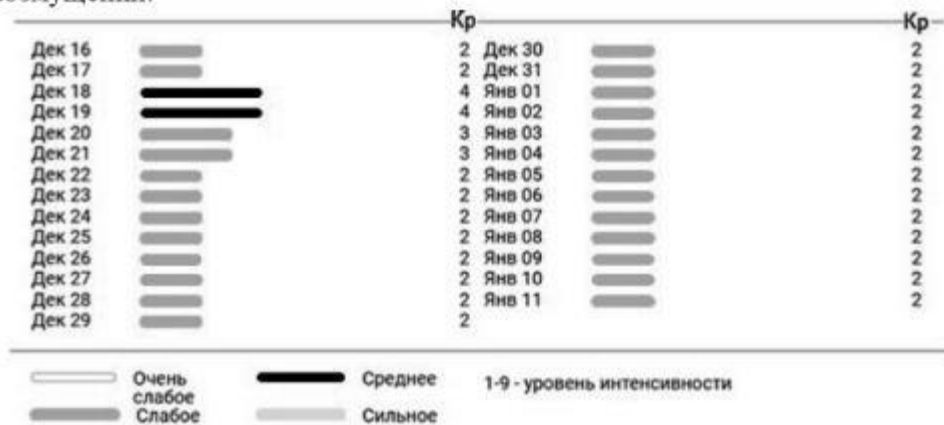 Кр Кр
Дек 16 2 Дек 30 2
Дек 17 2 Дек 31 2
Дек 18 4 Янв 01 2
Дек 19 4 Янв 02 2
Дек 20 3 Янв 03 2
Дек 21 3 Янв 04 2
Дек 22 2 Янв 05 2
Дек 23 2 Янв 06 2
Дек 24 2 Янв 07 2
Дек 25 2 Янв 08 2
Дек 26 2 Янв 09 2
Дек 27 2 Янв 10 2
Дек 28 2 Янв 11 2
Дек 29 2
Очень Среднее 1-9 - уровень интенсивности
слабое
Слабое Сильное